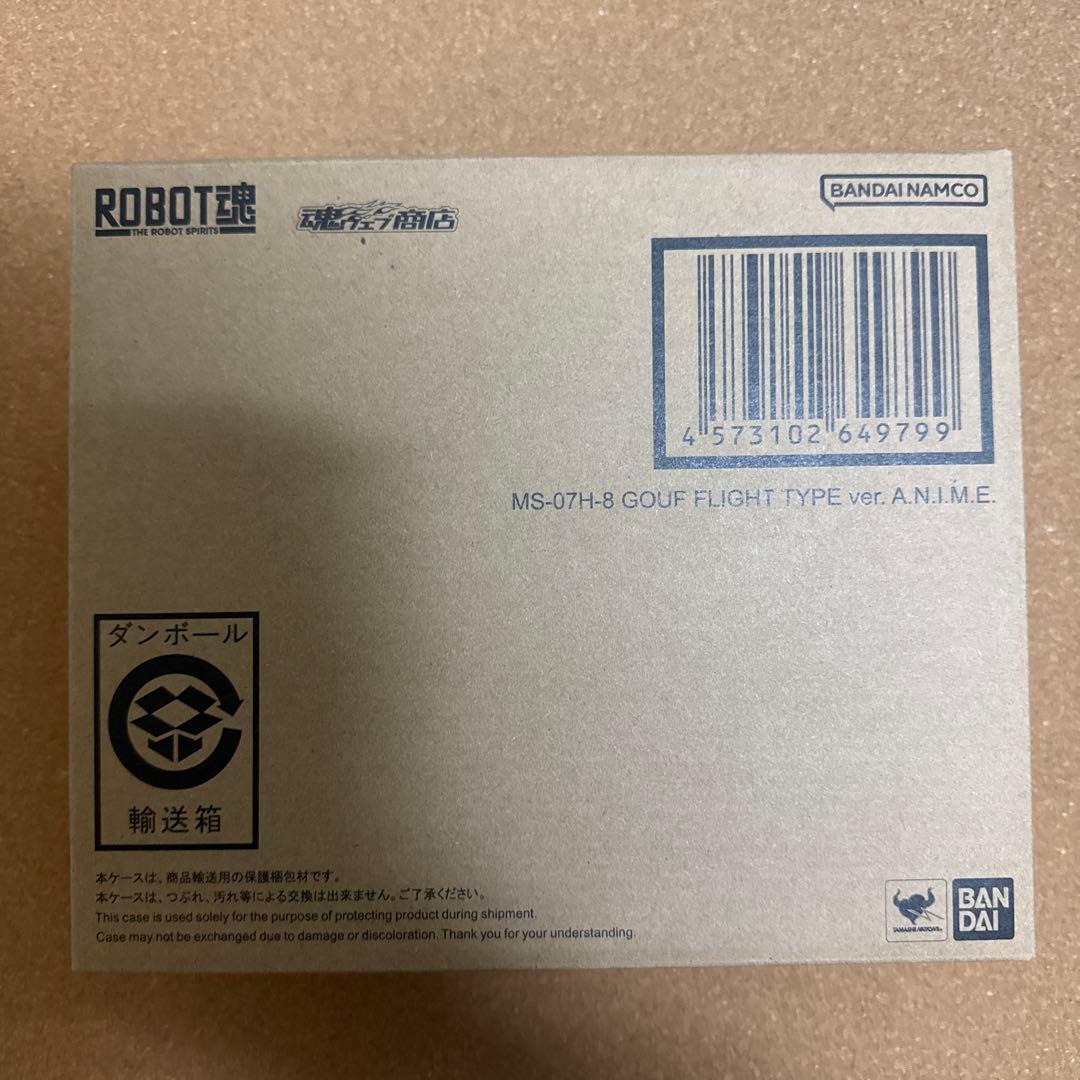 ROBOT魂
THE ROBOT SPIRITS
魂ウェブ商店
BANDAI NAMCO
4 573102 649799
MS-07H-8 GOUF FLIGHT TYPE ver. A.N.I.M.E.
ダンボール
輸送箱
本ケースは、商品輸送用の保護梱包材です。
本ケースは、つぶれ、汚れ等による交換は出来ません。ご了承ください。
This case is used solely for the purpose of protecting product during shipment.
Case may not be exchanged due to damage or discoloration. Thank you for your understanding.
TAMASHII NATIONS
BAN
DAI